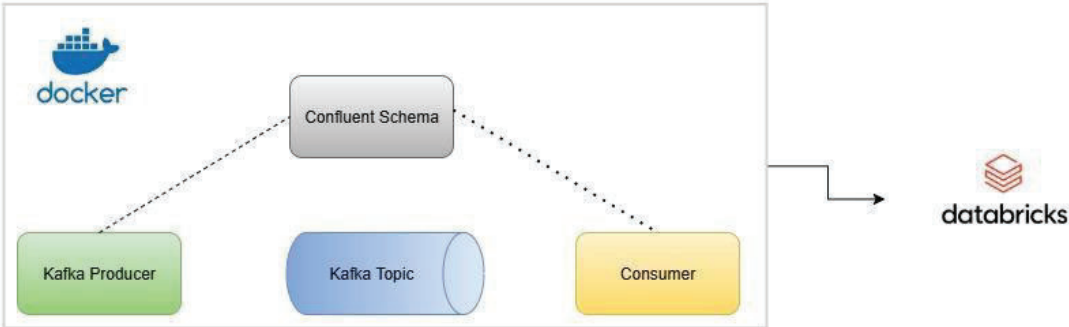 docker
Confluent Schema
databricks
Kafka Producer
Kafka Topic
Consumer